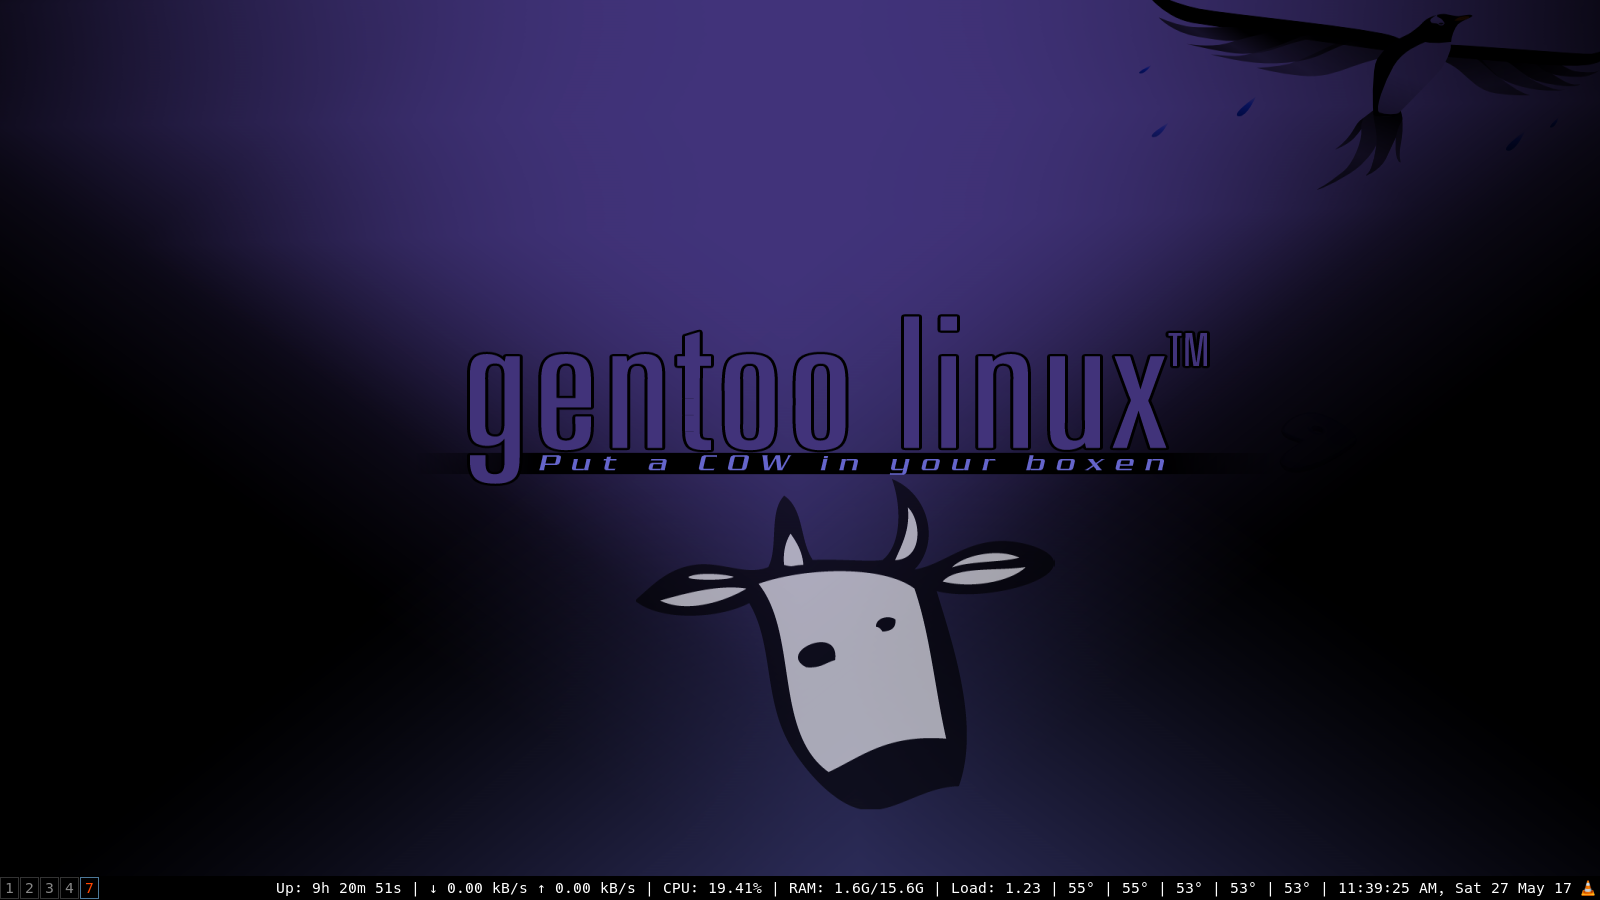 gentoo linux™
Put a COW in your boxen
1 2 3 4 7 Up: 9h 20m 51s | ↓ 0.00 kB/s ↑ 0.00 kB/s | CPU: 19.41% | RAM: 1.6G/15.6G | Load: 1.23 | 55° | 55° | 53° | 53° | 53° | 11:39:25 AM, Sat 27 May 17